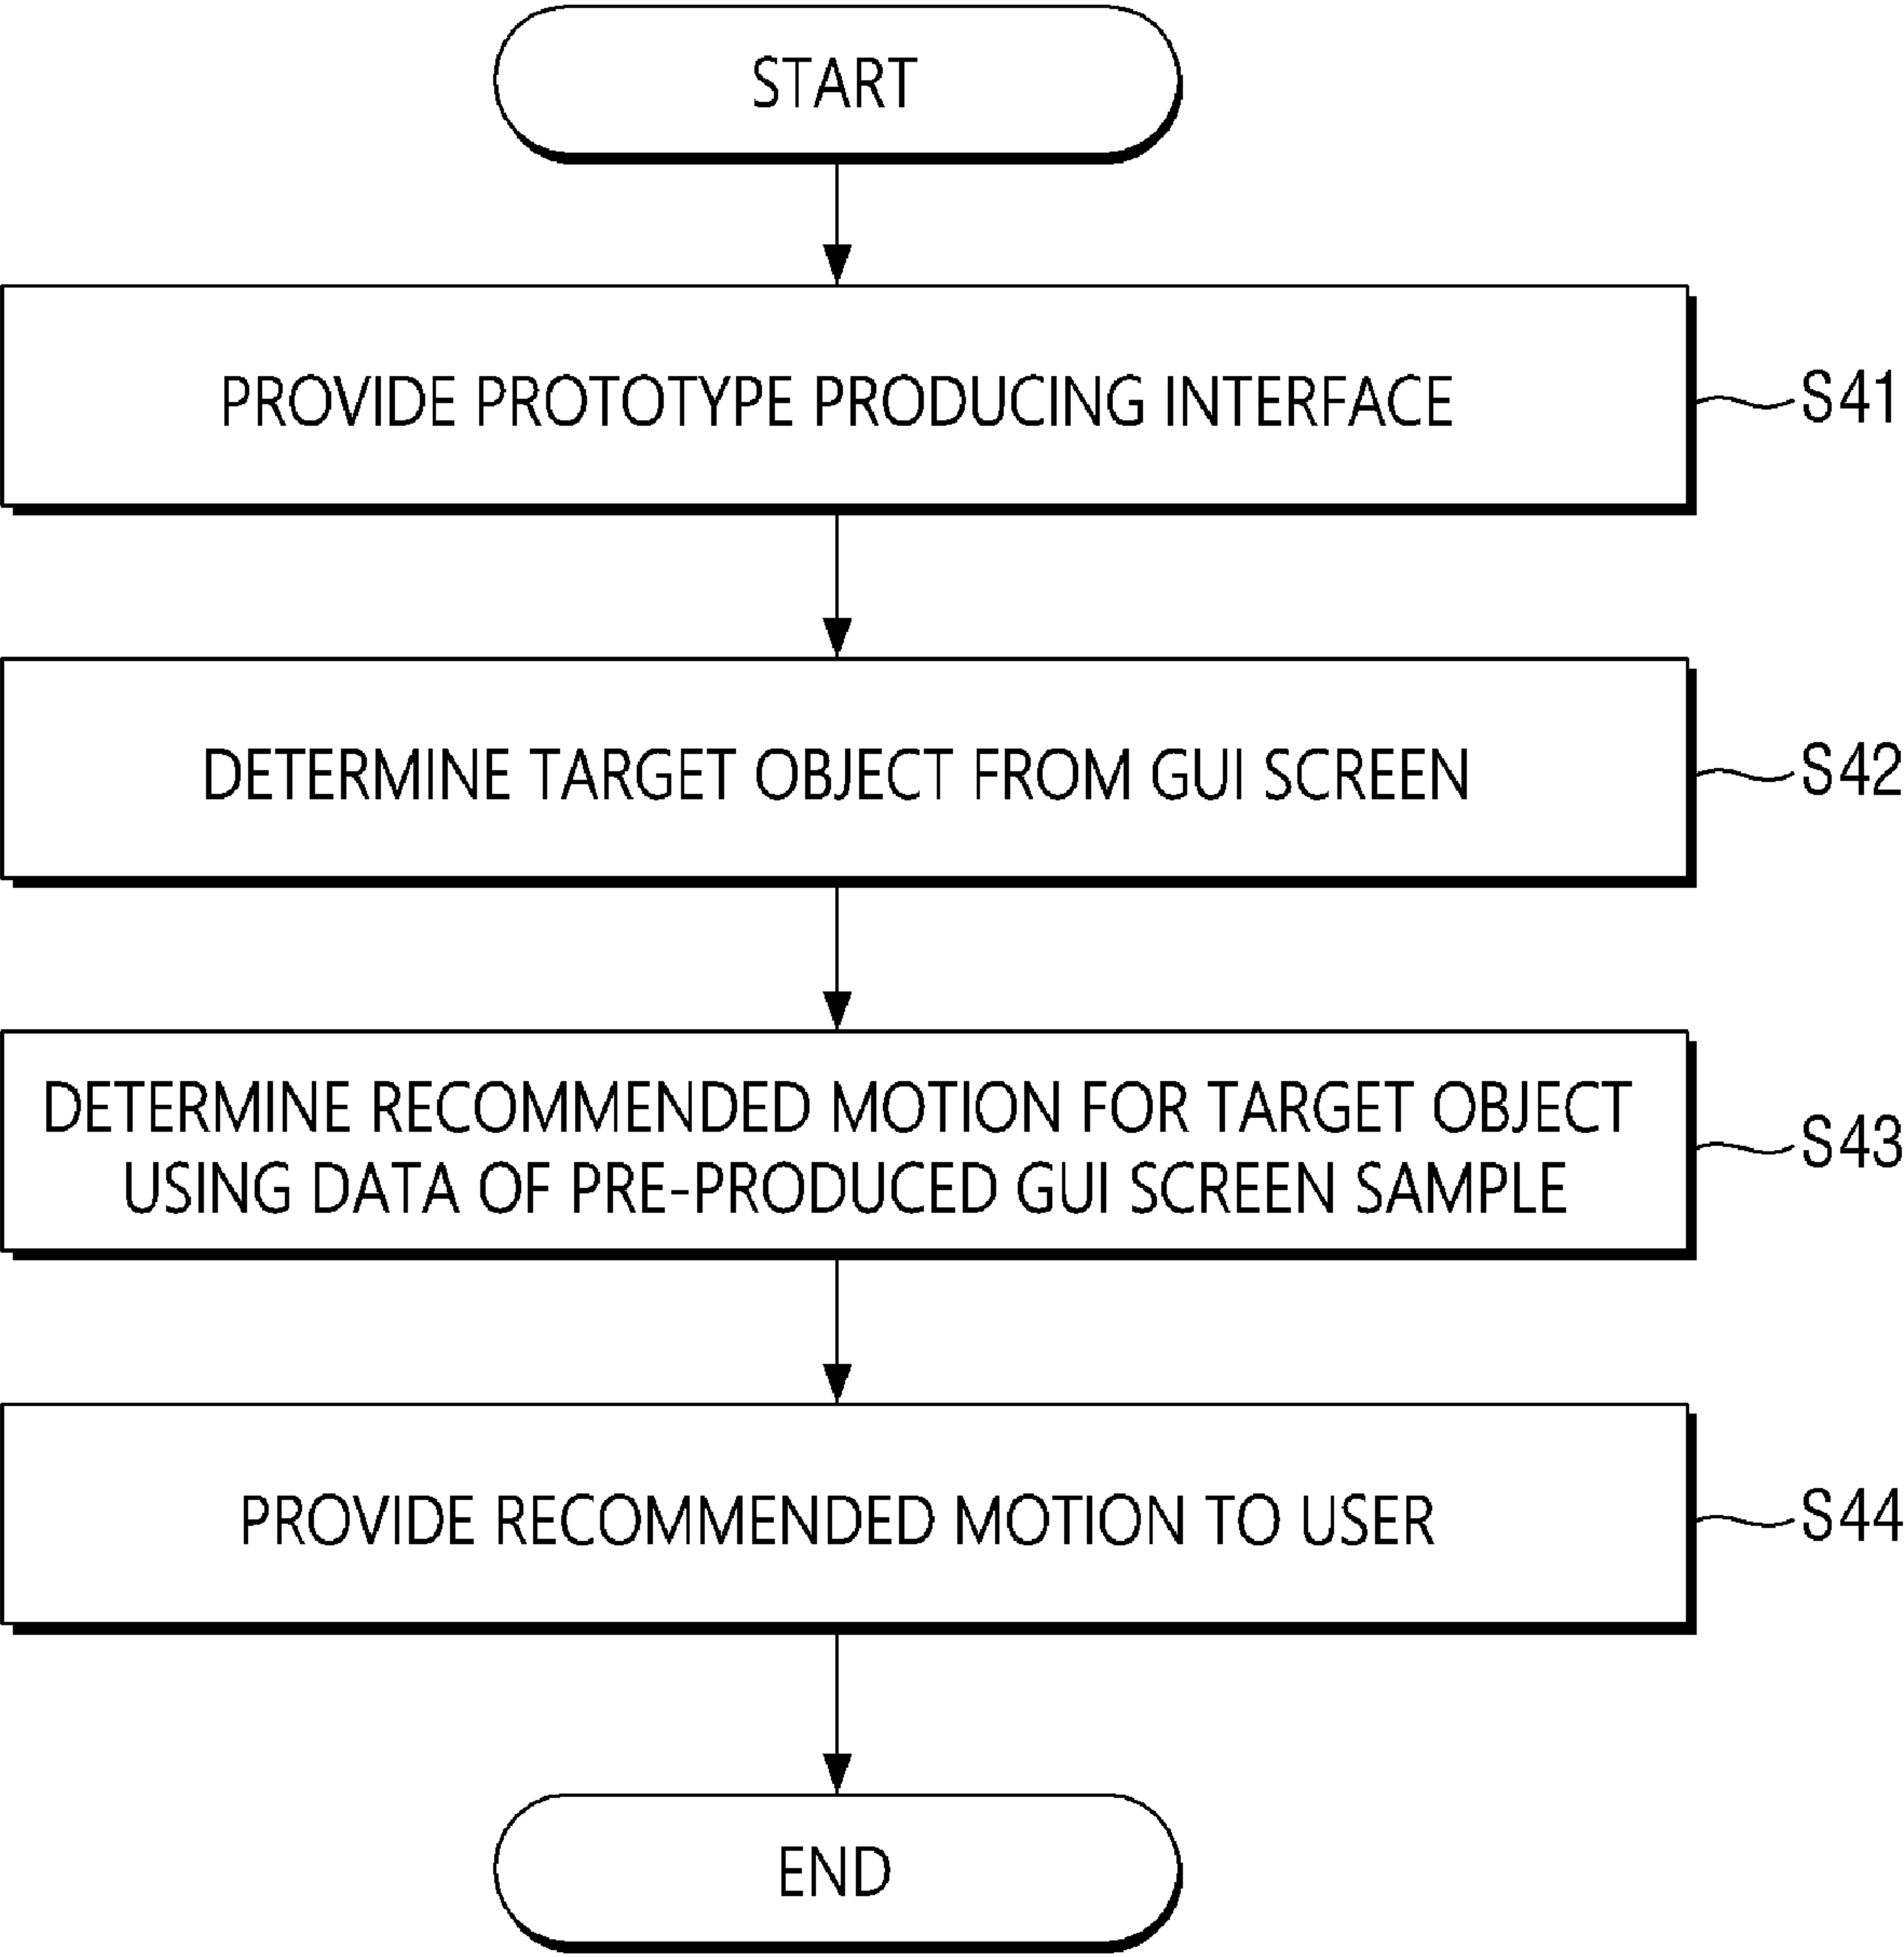 START
PROVIDE PROTOTYPE PRODUCING INTERFACE
S41
DETERMINE TARGET OBJECT FROM GUI SCREEN
S42
DETERMINE RECOMMENDED MOTION FOR TARGET OBJECT
USING DATA OF PRE-PRODUCED GUI SCREEN SAMPLE
S43
PROVIDE RECOMMENDED MOTION TO USER
S44
END